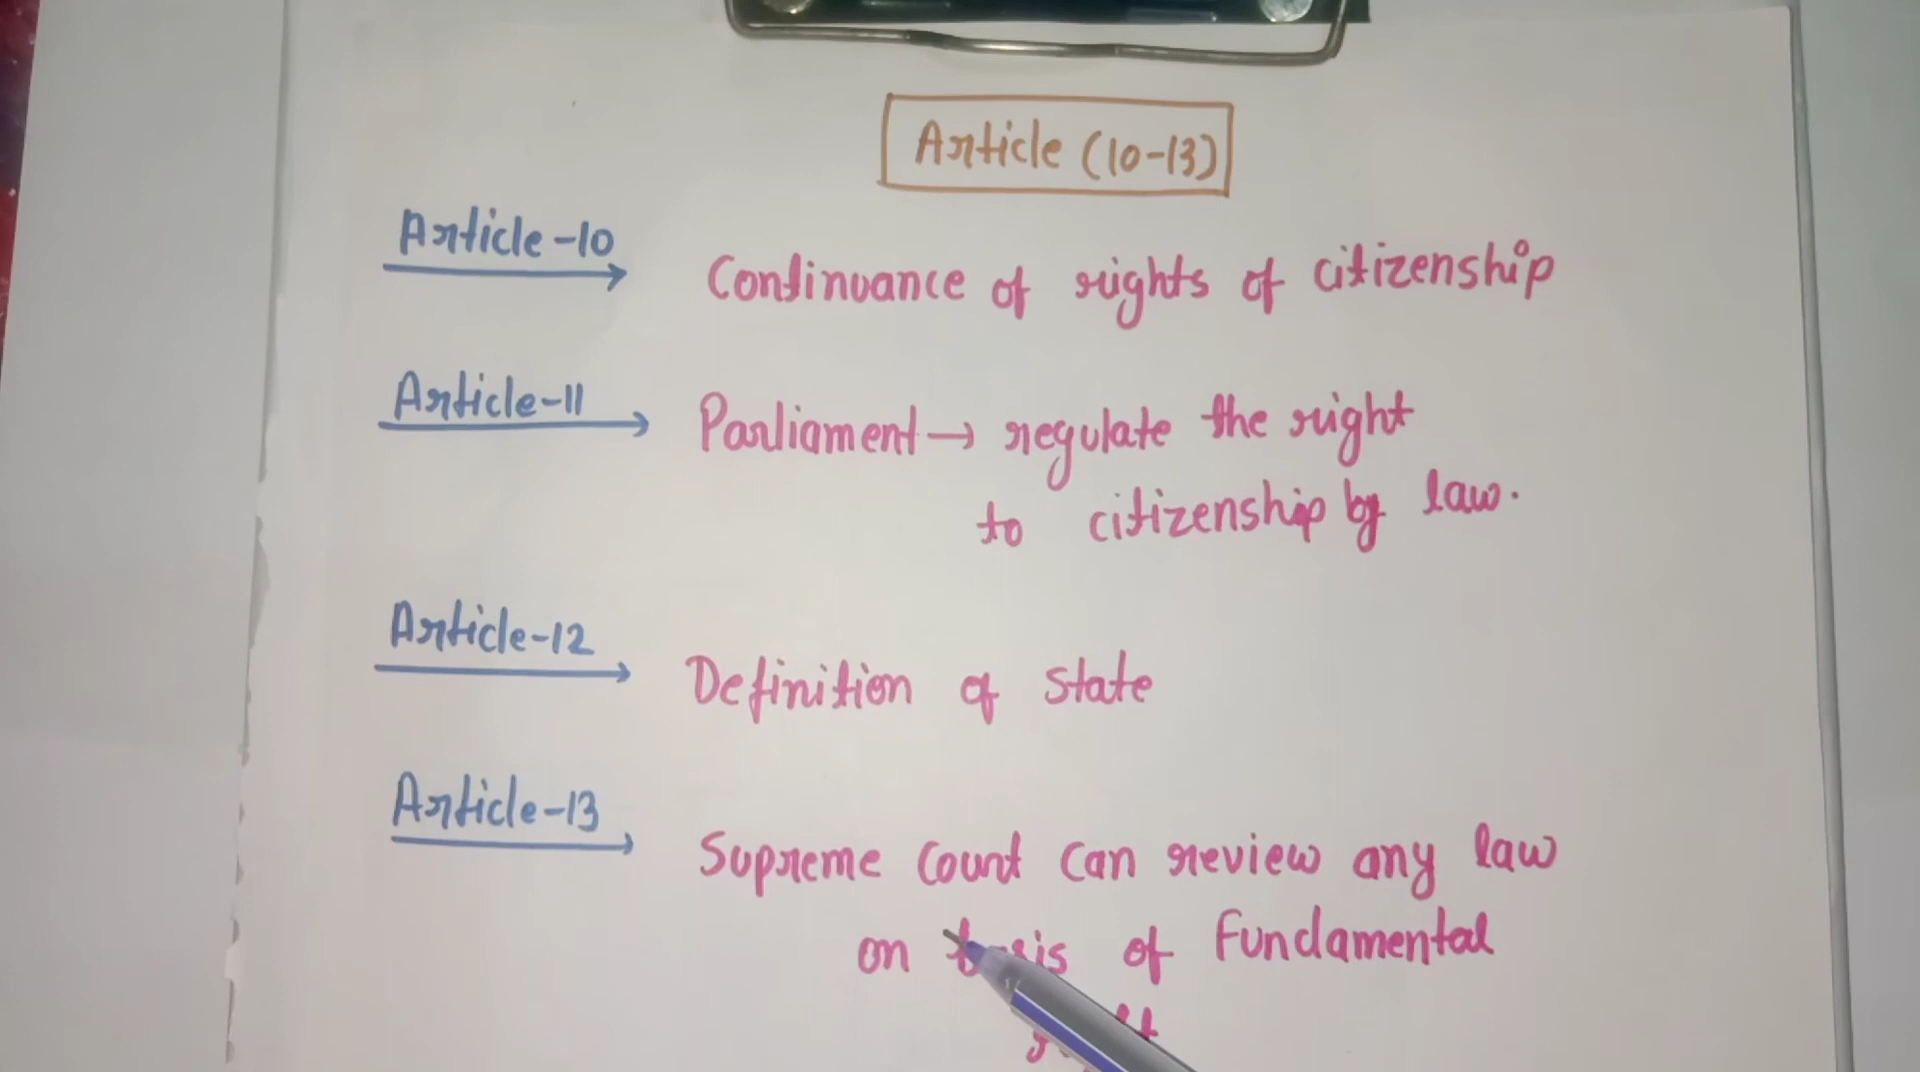 Article (10-13)
Article-10
Continuance of rights of citizenship
Article-11
Parliament → regulate the right
to citizenship by law.
Article-12
Definition of state
Article-13
Supreme Court can review any law
on of Fundamental